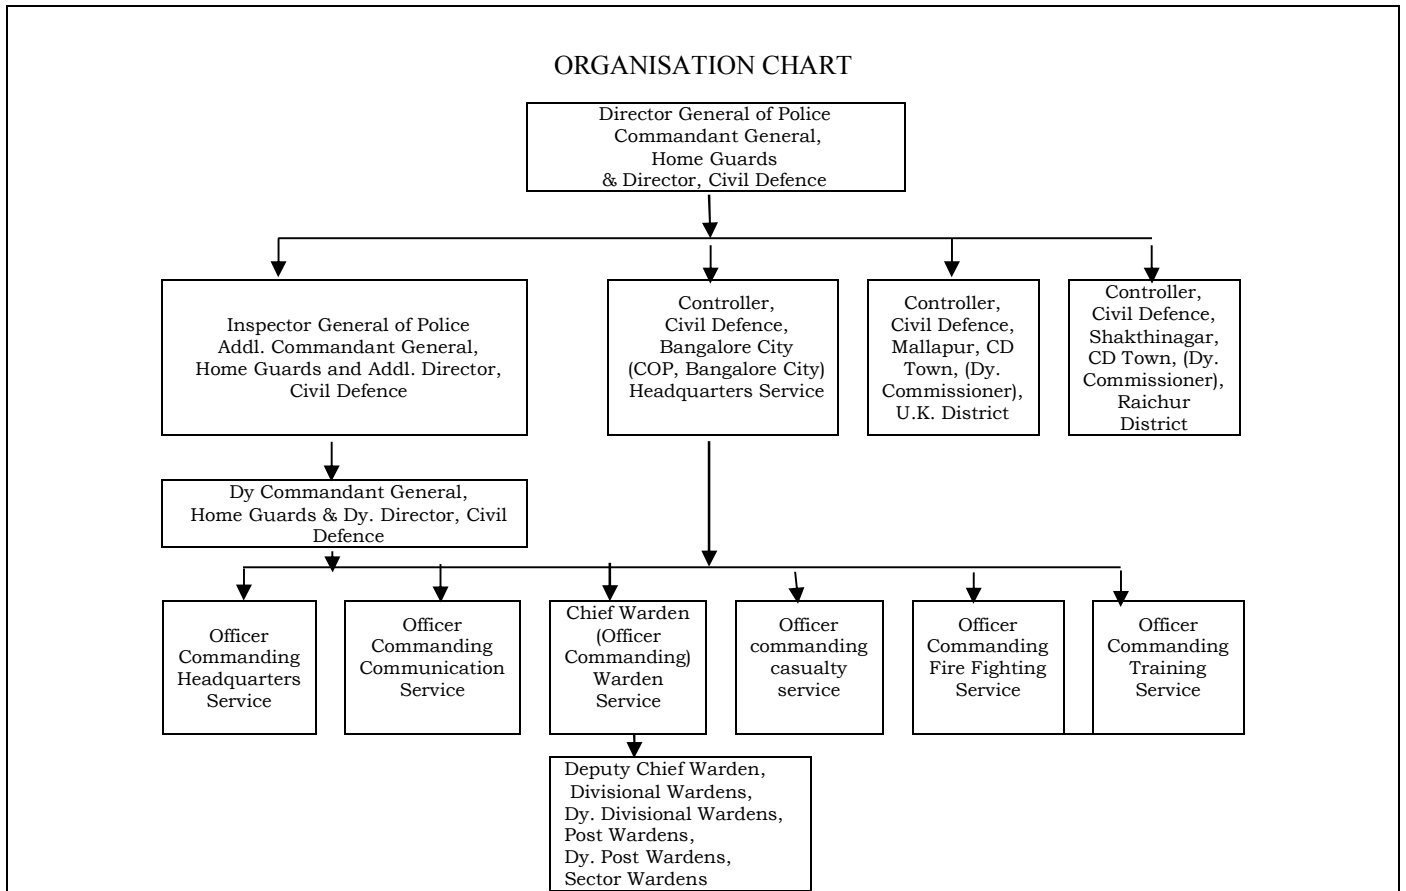 ORGANISATION CHART
Director General of Police
Commandant General,
Home Guards
& Director, Civil Defence
Inspector General of Police
Addl. Commandant General,
Home Guards and Addl. Director,
Civil Defence
Controller,
Civil Defence,
Bangalore City
(COP, Bangalore City)
Headquarters Service
Controller,
Civil Defence,
Mallapur, CD
Town, (Dy.
Commissioner),
U.K. District
Controller,
Civil Defence,
Shakthinagar,
CD Town, (Dy.
Commissioner),
Raichur
District
Dy Commandant General,
Home Guards & Dy. Director, Civil
Defence
Officer
Commanding
Headquarters
Service
Officer
Commanding
Communication
Service
Chief Warden
(Officer
Commanding)
Warden
Service
Officer
commanding
casualty
service
Officer
Commanding
Fire Fighting
Service
Officer
Commanding
Training
Service
Deputy Chief Warden,
Divisional Wardens,
Dy. Divisional Wardens,
Post Wardens,
Dy. Post Wardens,
Sector Wardens